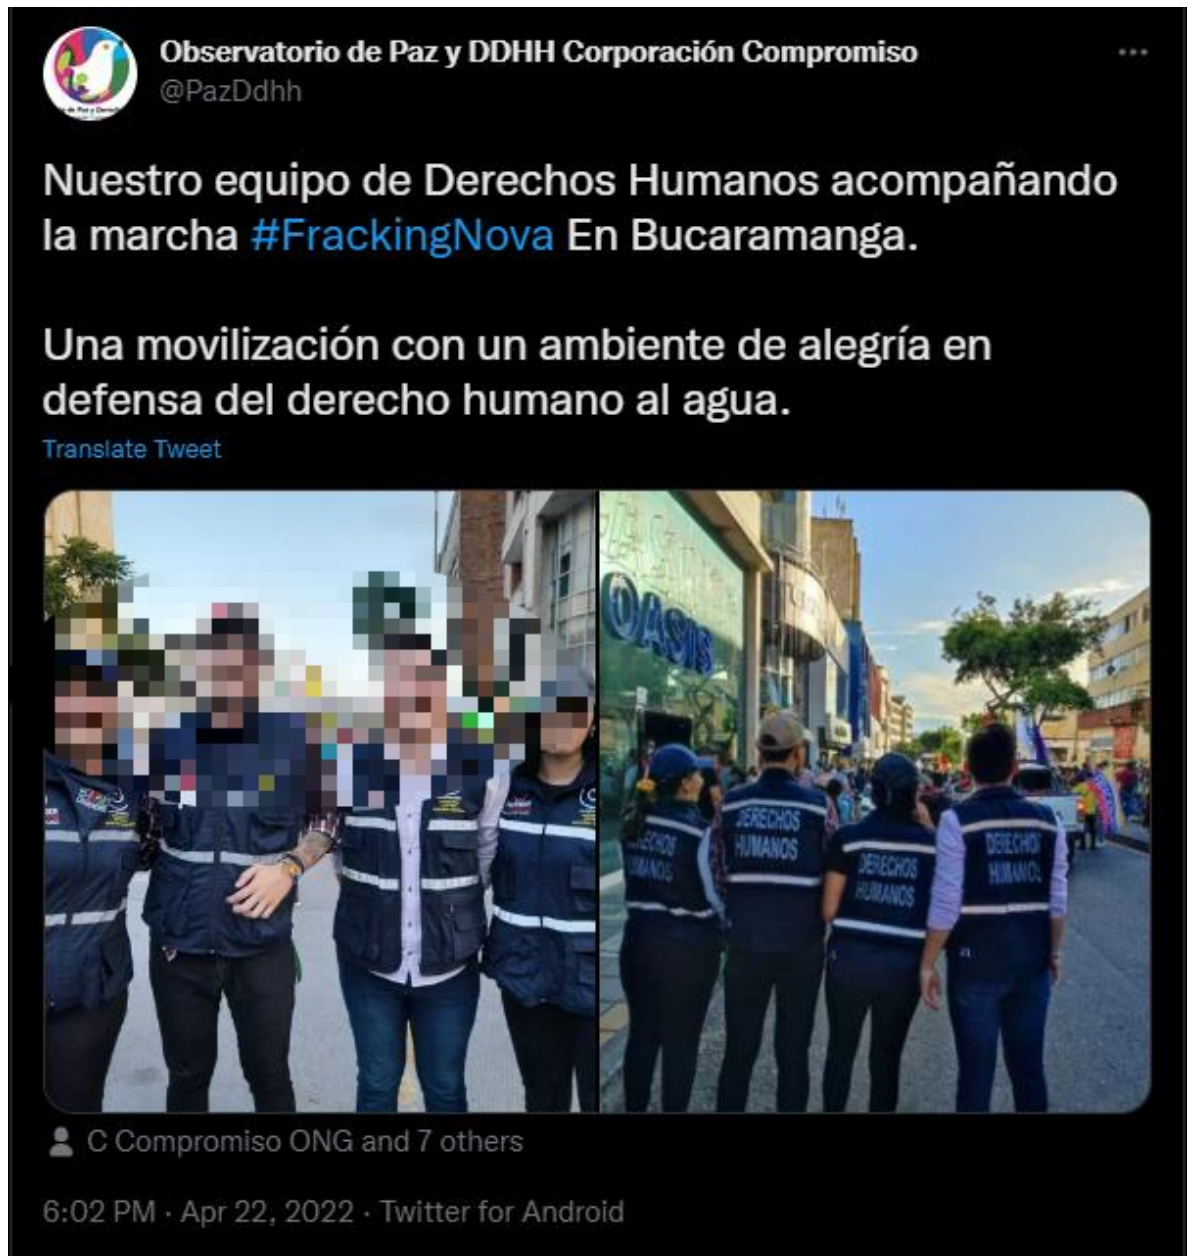 Observatorio de Paz y DDHH Corporación Compromiso
@PazDdhh
Nuestro equipo de Derechos Humanos acompañando
la marcha #FrackingNova En Bucaramanga.
Una movilización con un ambiente de alegría en
defensa del derecho humano al agua.
Translate Tweet
OASIS
DERECHOS
HUMANOS
DERECHOS
HUMANOS
DERECHOS
HUMANOS
DERECHOS
HUMANOS
C Compromiso ONG and 7 others
6:02 PM · Apr 22, 2022 · Twitter for Android